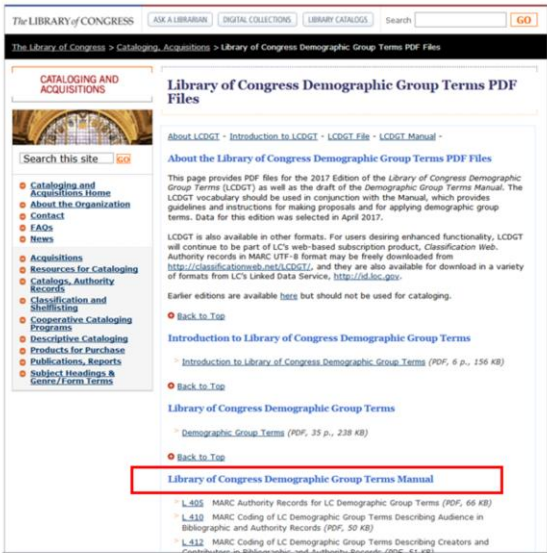 The LIBRARY of CONGRESS
ASK A LIBRARIAN
DIGITAL COLLECTIONS
LIBRARY CATALOGS
Search
GO
The Library of Congress > Cataloging, Acquisitions > Library of Congress Demographic Group Terms PDF Files
CATALOGING AND
ACQUISITIONS
Search this site
GO
Cataloging and
Acquisitions Home
About the Organization
Contact
FAQs
News
Acquisitions
Resources for Cataloging
Catalogs, Authority
Records
Classification and
Shelflisting
Cooperative Cataloging
Programs
Descriptive Cataloging
Products for Purchase
Publications, Reports
Subject Headings &
Genre/Form Terms
Library of Congress Demographic Group Terms PDF
Files
About LCDGT - Introduction to LCDGT - LCDGT File - LCDGT Manual -
About the Library of Congress Demographic Group Terms PDF Files
This page provides PDF files for the 2017 Edition of the Library of Congress Demographic
Group Terms (LCDGT) as well as the draft of the Demographic Group Terms Manual. The
LCDGT vocabulary should be used in conjunction with the Manual, which provides
guidelines and instructions for making proposals and for applying demographic group
terms. Data for this edition was selected in April 2017.
LCDGT is also available in other formats. For users desiring enhanced functionality, LCDGT
will continue to be part of LC's web-based subscription product, Classification Web.
Authority records in MARC UTF-8 format may be freely downloaded from
http://classificationweb.net/LCDGT/, and they are also available for download in a variety
of formats from LC's Linked Data Service, http://id.loc.gov.
Earlier editions are available here but should not be used for cataloging.
Back to Top
Introduction to Library of Congress Demographic Group Terms
Introduction to Library of Congress Demographic Group Terms (PDF, 6 p., 156 KB)
Back to Top
Library of Congress Demographic Group Terms
Demographic Group Terms (PDF, 35 p., 238 KB)
Back to Top
Library of Congress Demographic Group Terms Manual
L 405 MARC Authority Records for LC Demographic Group Terms (PDF, 66 KB)
L 410 MARC Coding of LC Demographic Group Terms Describing Audience in
Bibliographic and Authority Records (PDF, 50 KB)
L 412 MARC Coding of LC Demographic Group Terms Describing Creators and
Contributors in Bibliographic and Authority Records (PDF, 51 KB)